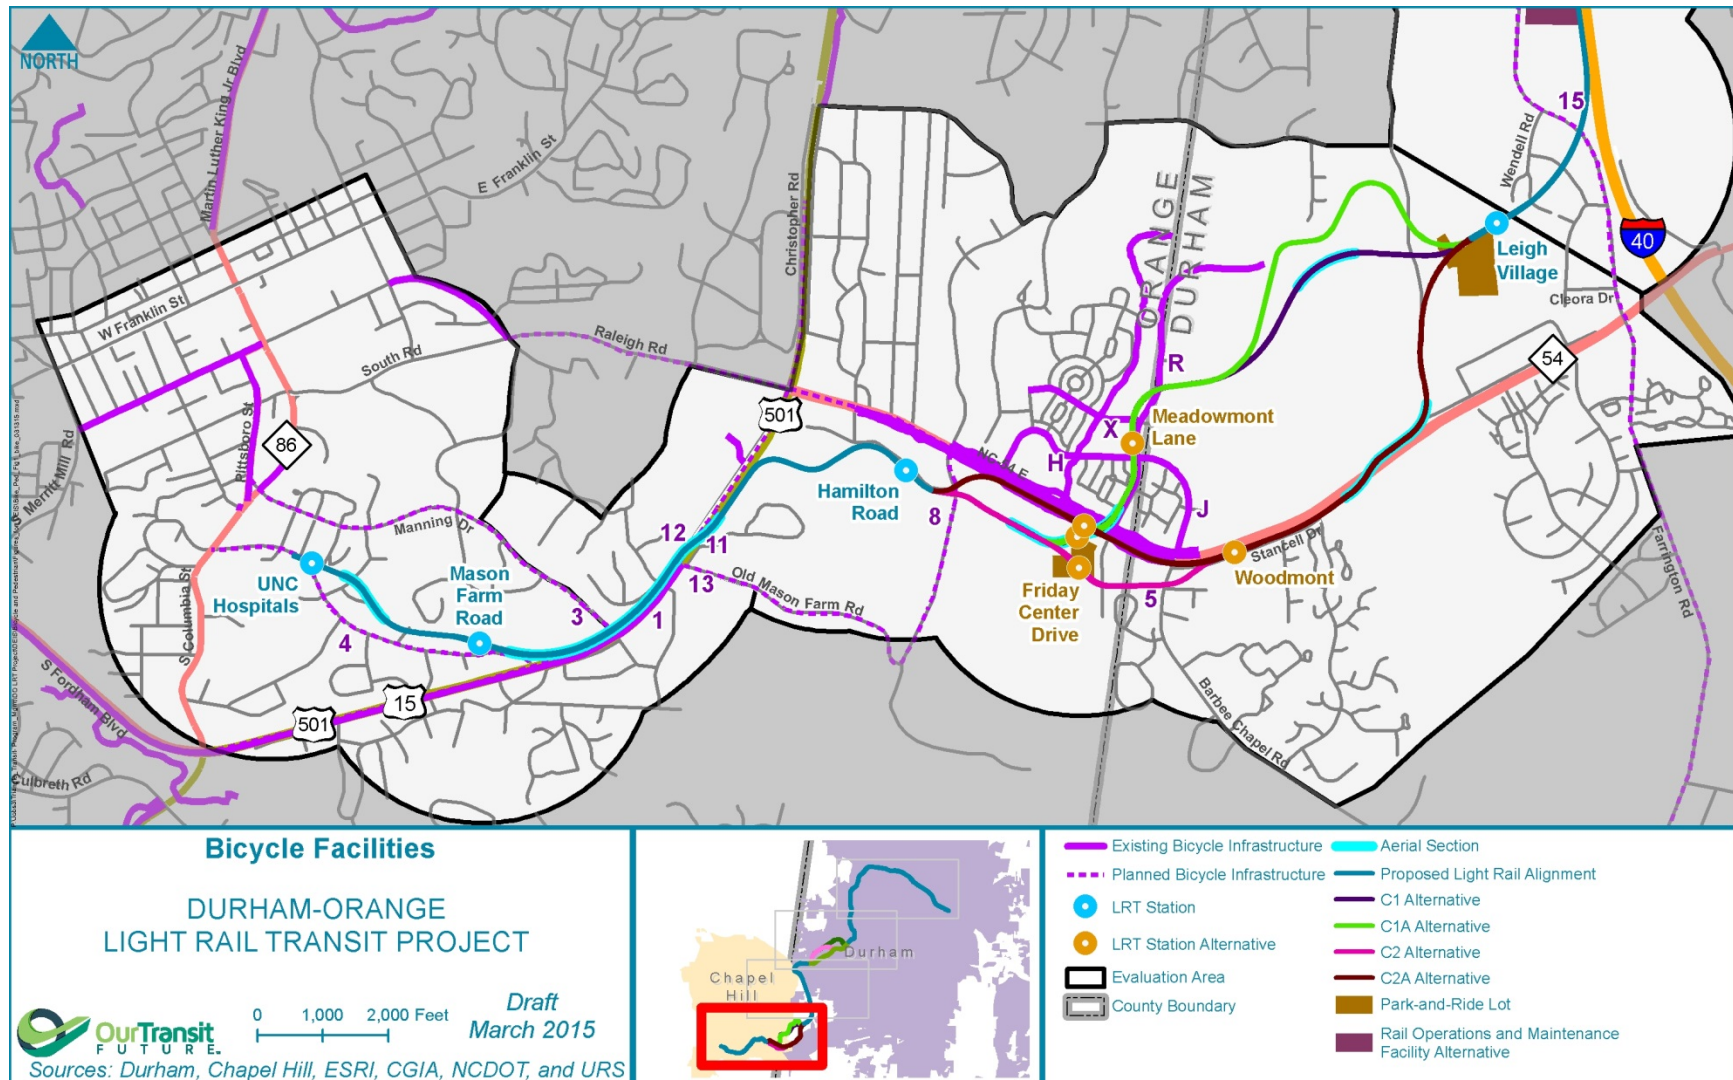 NORTH
Martin Luther King Jr Blvd
E Franklin St
Christopher Rd
15
Wendell Rd
ORANGE
DURHAM
40
Leigh
Village
Cleora Dr
W Franklin St
South Rd
Raleigh Rd
54
R
501
Meadowmont
Lane
X
86
Pittsboro St
S Merritt Mill Rd
NC 54 E
H
Hamilton
Road
8
J
Manning Dr
12
11
Stancell Dr
Woodmont
UNC
Hospitals
Mason
Farm
Road
13
Old Mason Farm Rd
Friday
Center
Drive
5
Farrington Rd
S Columbia St
3
1
4
S Fordham Blvd
15
501
Barbee Chapel Rd
Culbreth Rd
Bicycle Facilities
DURHAM-ORANGE
LIGHT RAIL TRANSIT PROJECT
OurTransit
FUTURE
0 1,000 2,000 Feet
Draft
March 2015
Sources: Durham, Chapel Hill, ESRI, CGIA, NCDOT, and URS
Durham
Chapel
Hill
Existing Bicycle Infrastructure
Planned Bicycle Infrastructure
LRT Station
LRT Station Alternative
Evaluation Area
County Boundary
Aerial Section
Proposed Light Rail Alignment
C1 Alternative
C1A Alternative
C2 Alternative
C2A Alternative
Park-and-Ride Lot
Rail Operations and Maintenance
Facility Alternative